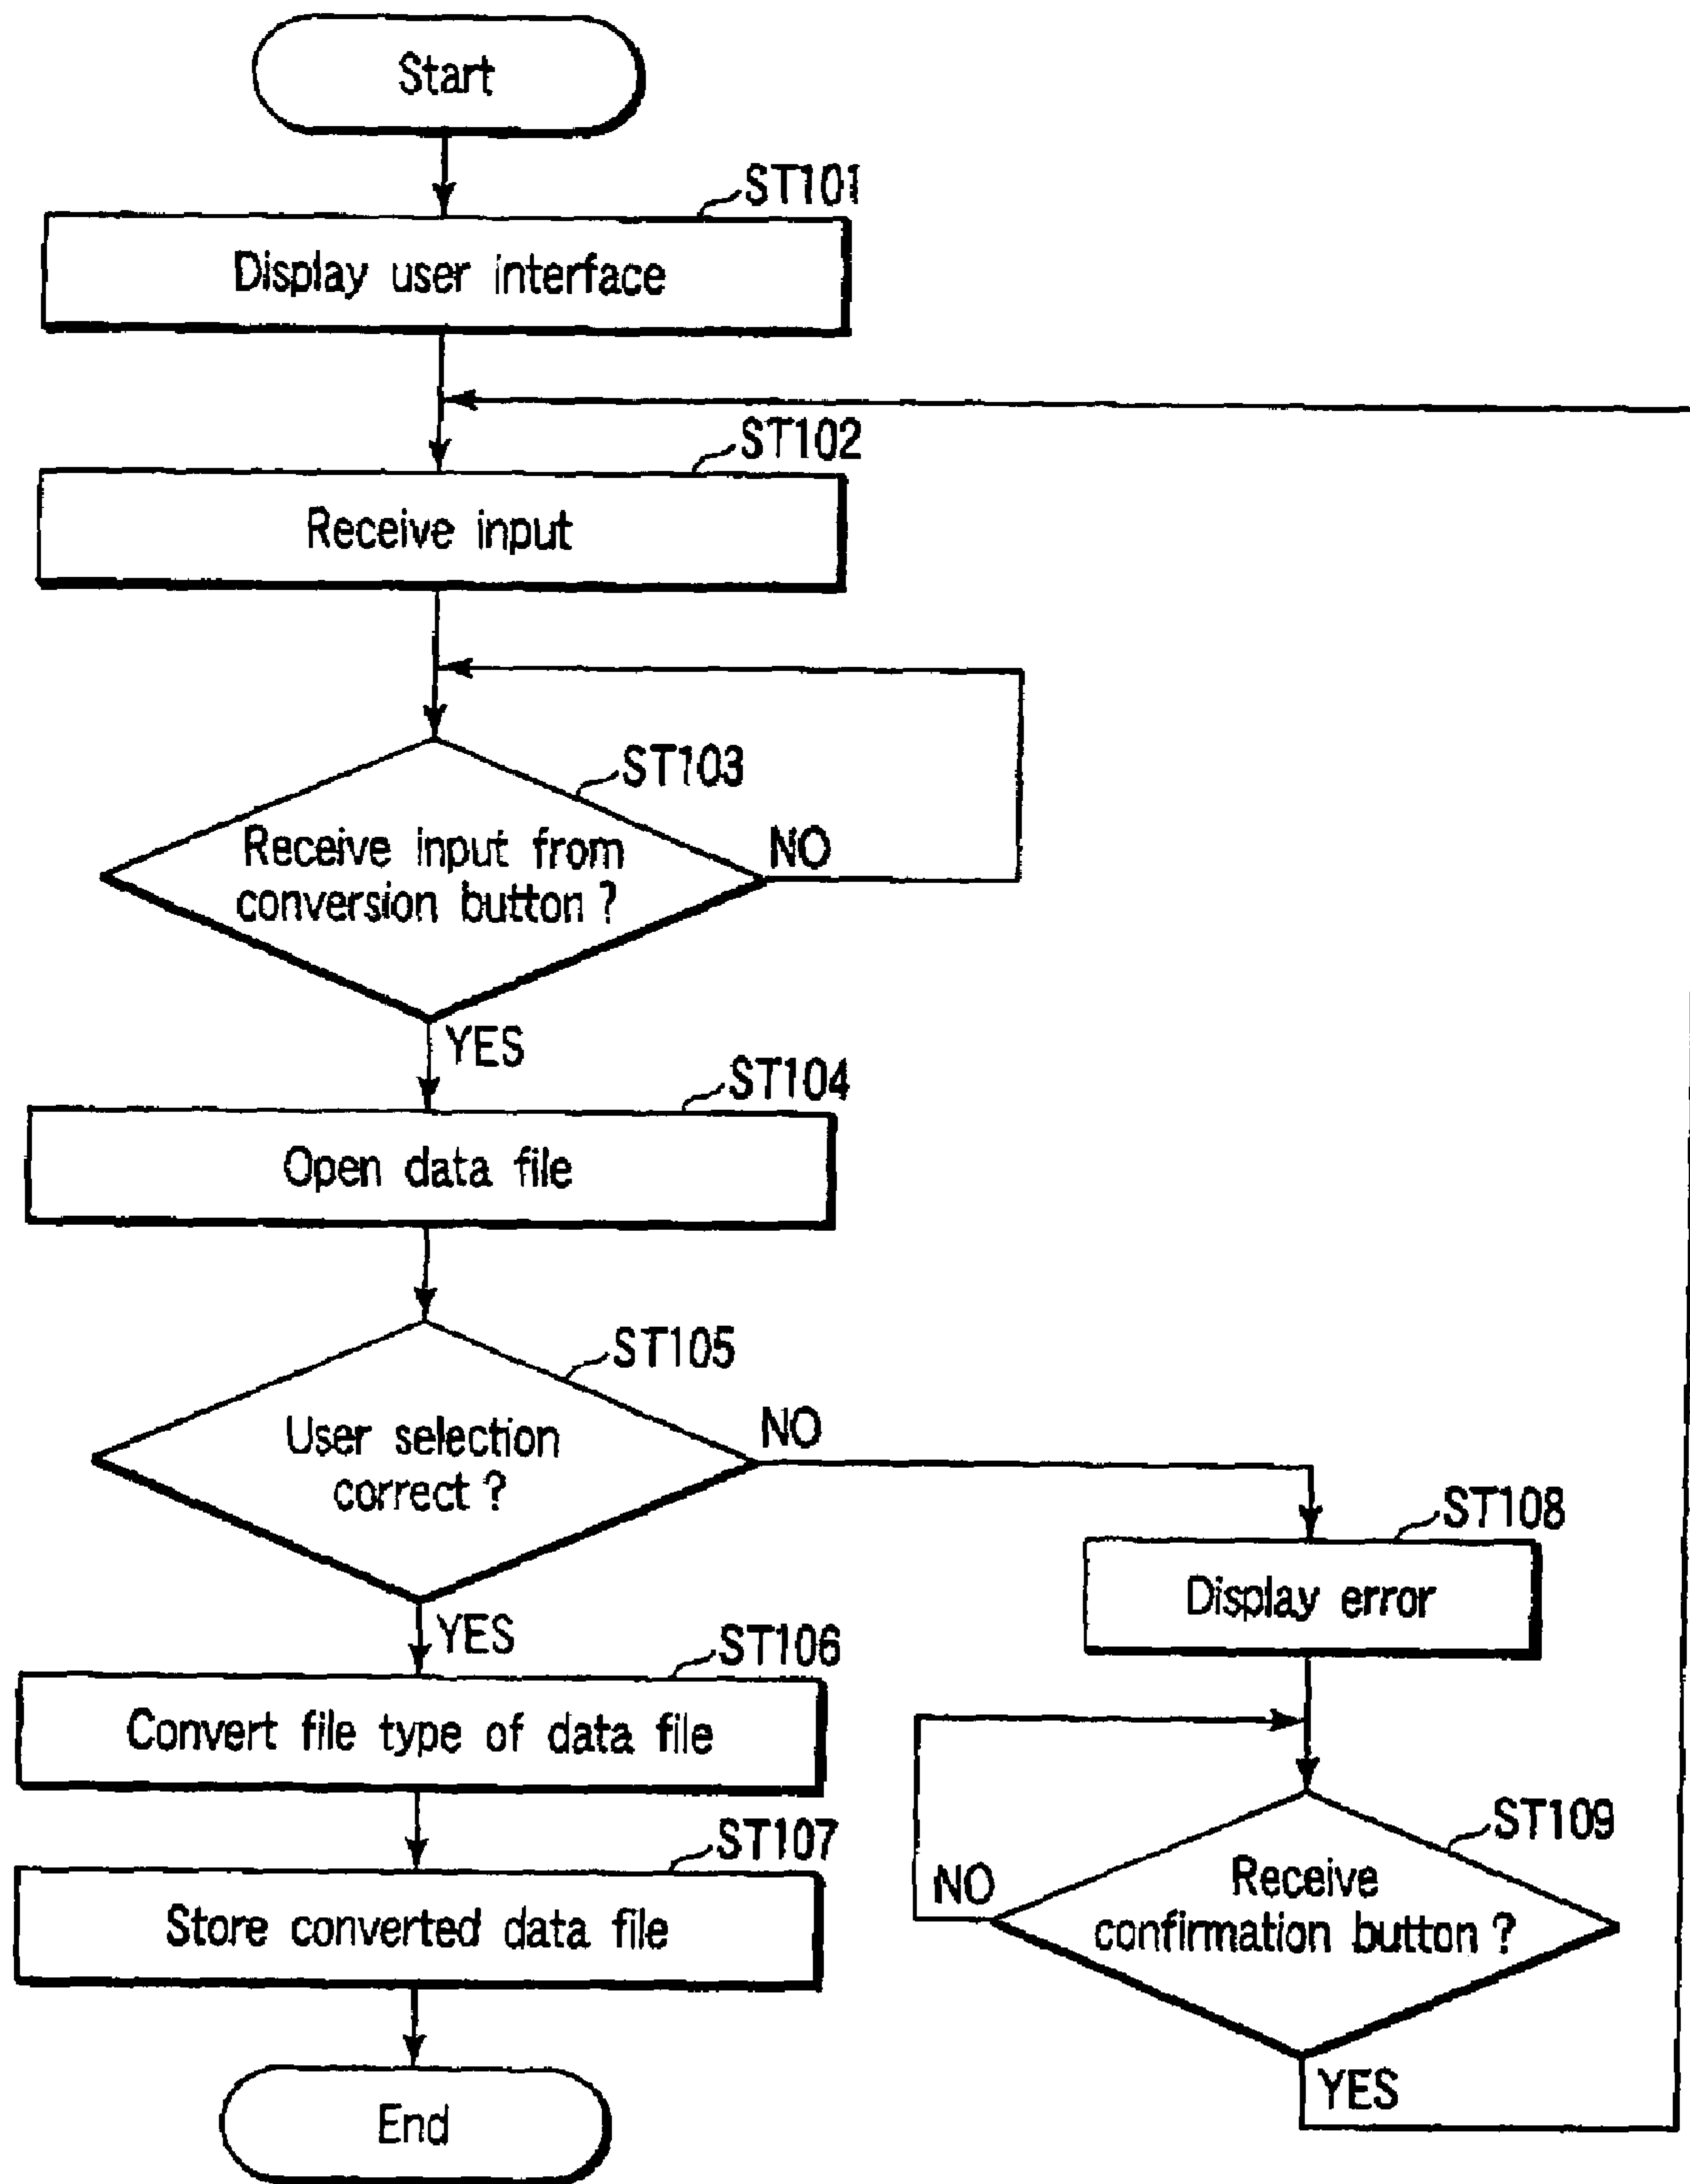 Start
ST101
Display user interface
ST102
Receive input
ST103
Receive input from
conversion button ?
NO
YES
ST104
Open data file
ST105
User selection
correct ?
NO
YES
ST106
Convert file type of data file
ST107
Store converted data file
End
ST108
Display error
ST109
Receive
confirmation button ?
NO
YES